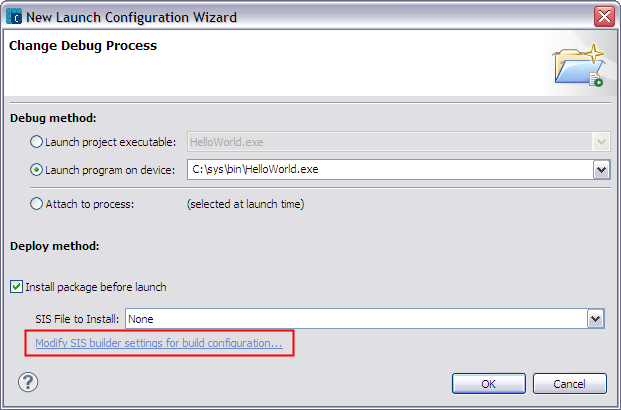 New Launch Configuration Wizard
Change Debug Process
Debug method:
Launch project executable: HelloWorld.exe
Launch program on device: C:\sys\bin\HelloWorld.exe
Attach to process: (selected at launch time)
Deploy method:
Install package before launch
SIS File to Install: None
Modify SIS builder settings for build configuration...
? OK Cancel